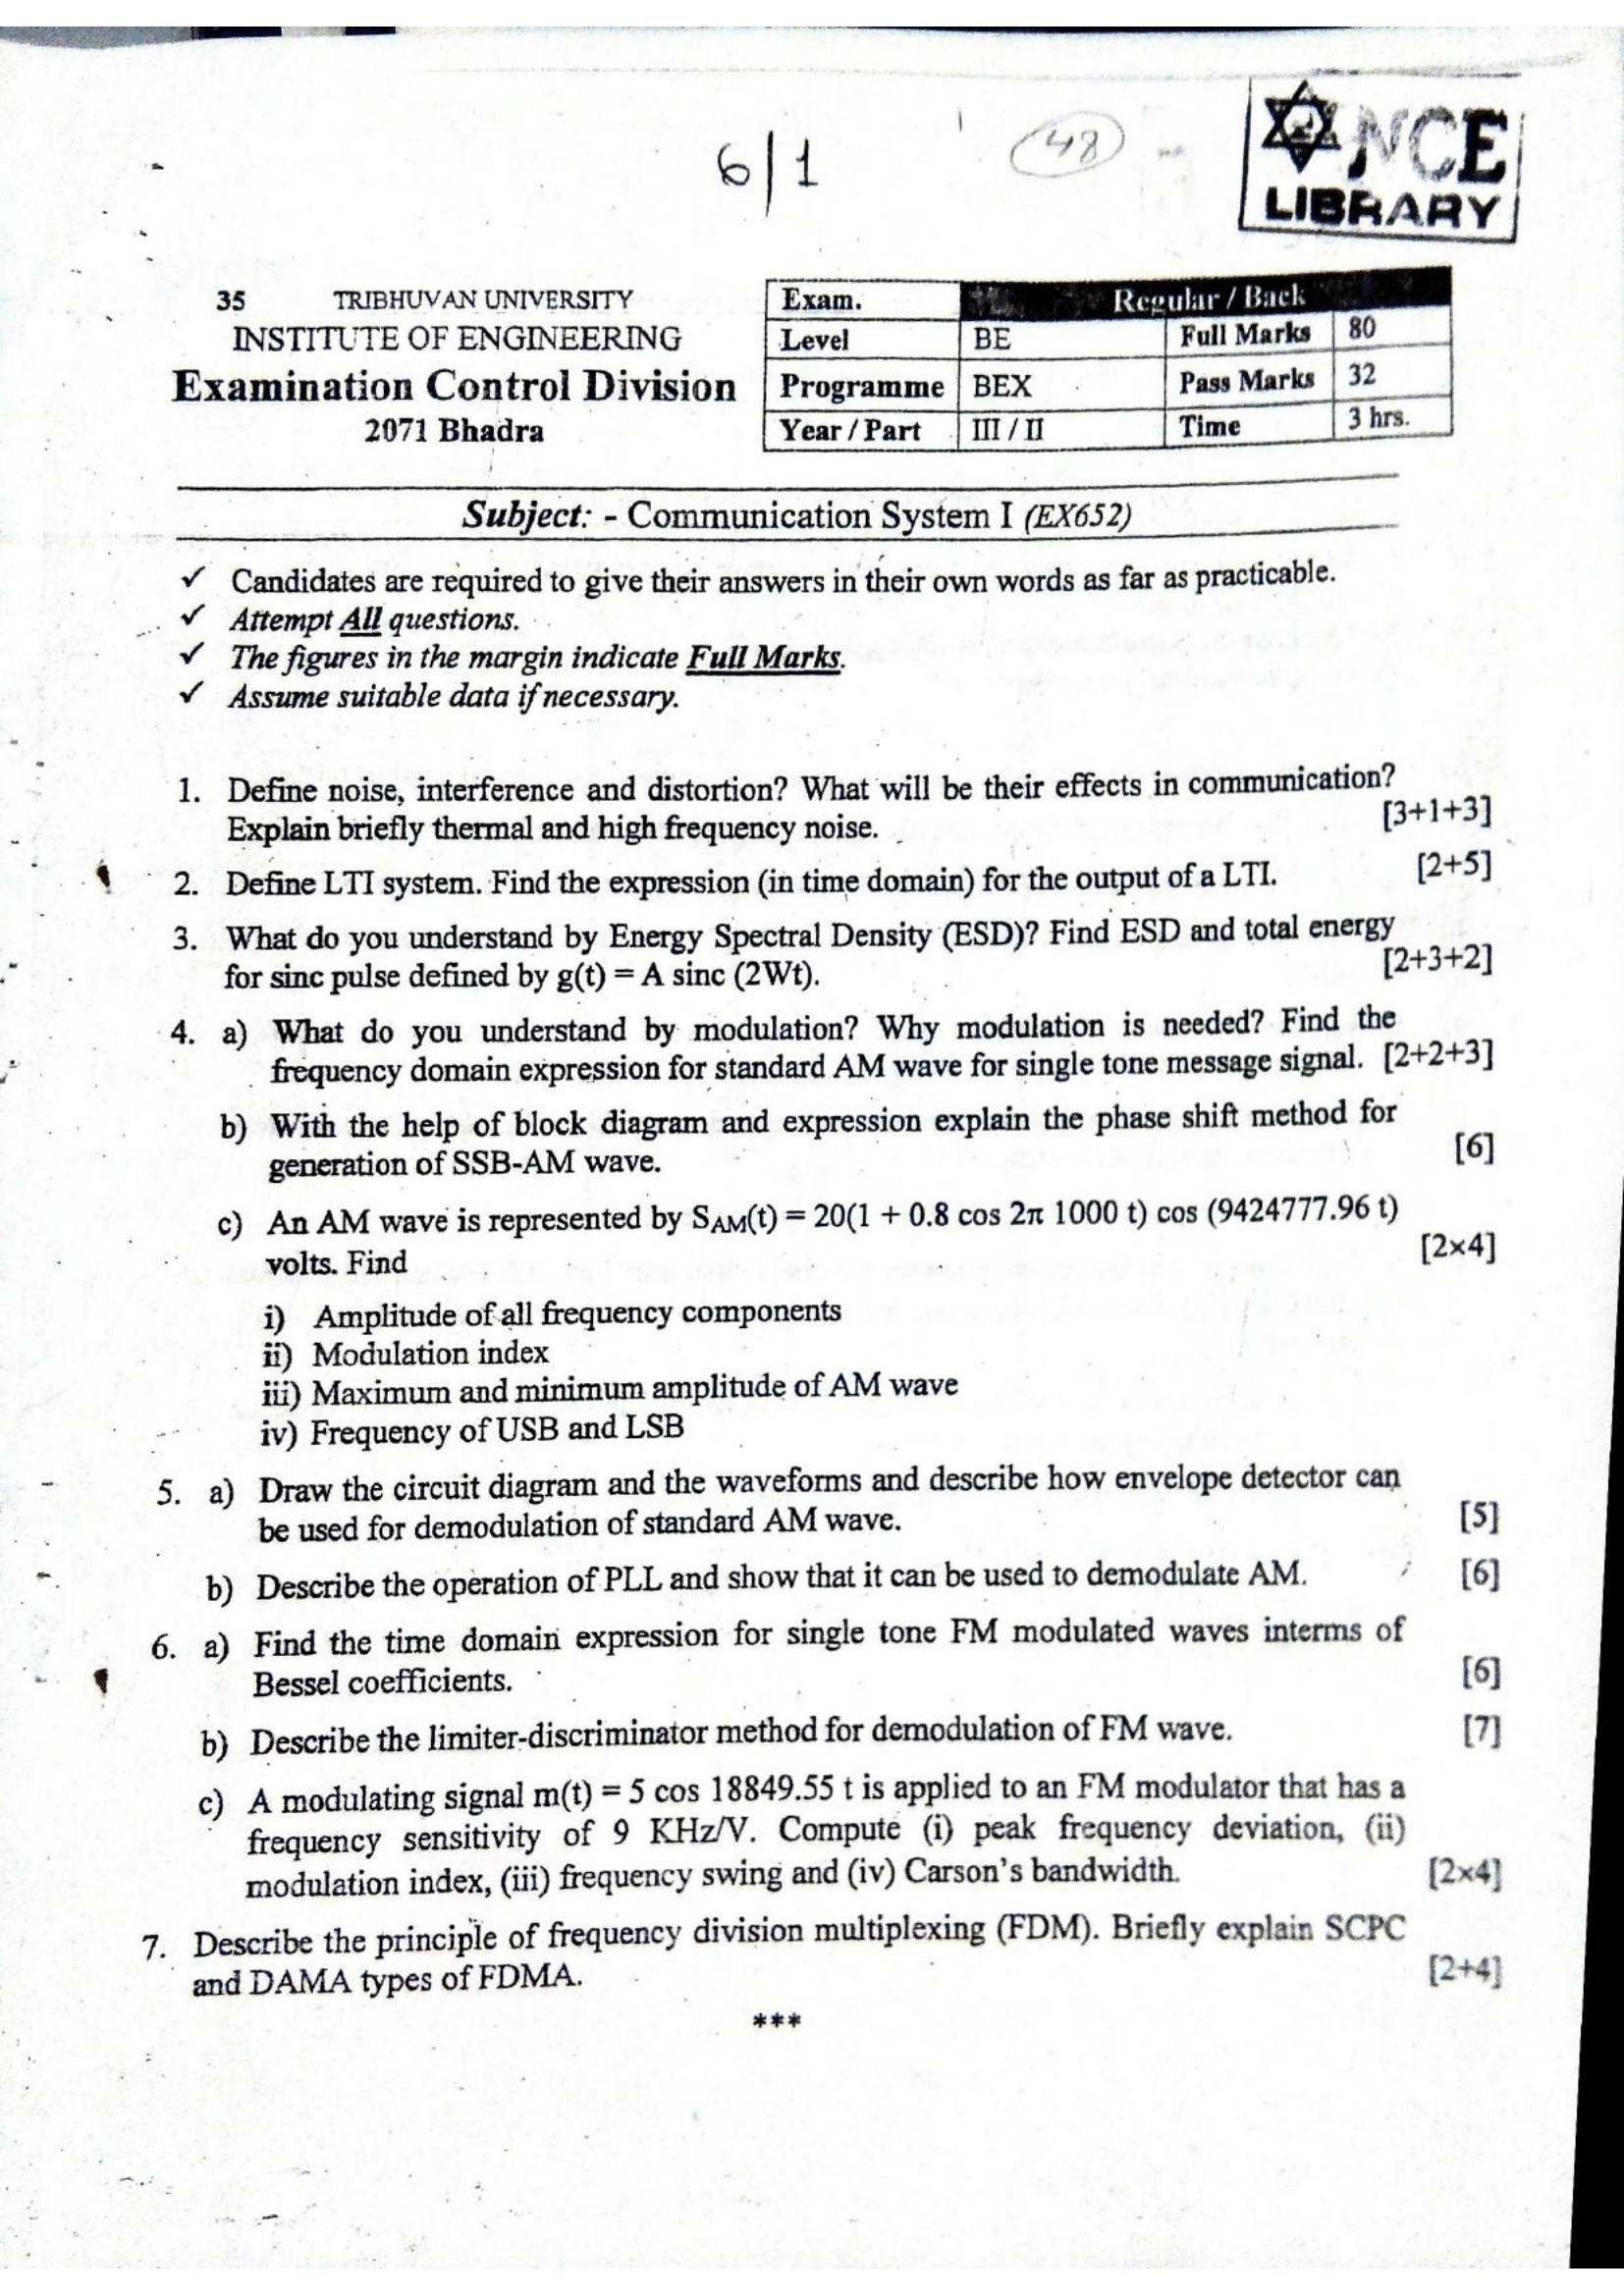 6/1
48
NCE
LIBRARY
35 TRIBHUVAN UNIVERSITY
INSTITUTE OF ENGINEERING
Examination Control Division
2071 Bhadra
Exam. Regular / Back
Level BE Full Marks 80
Programme BEX Pass Marks 32
Year / Part III / II Time 3 hrs.
Subject: - Communication System I (EX652)
✓ Candidates are required to give their answers in their own words as far as practicable.
✓ Attempt All questions.
✓ The figures in the margin indicate Full Marks.
✓ Assume suitable data if necessary.
1. Define noise, interference and distortion? What will be their effects in communication?
Explain briefly thermal and high frequency noise. [3+1+3]
2. Define LTI system. Find the expression (in time domain) for the output of a LTI. [2+5]
3. What do you understand by Energy Spectral Density (ESD)? Find ESD and total energy
for sinc pulse defined by g(t) = A sinc (2Wt). [2+3+2]
4. a) What do you understand by modulation? Why modulation is needed? Find the
frequency domain expression for standard AM wave for single tone message signal. [2+2+3]
b) With the help of block diagram and expression explain the phase shift method for
generation of SSB-AM wave. [6]
c) An AM wave is represented by S_AM(t) = 20(1 + 0.8 cos 2π 1000 t) cos (9424777.96 t)
volts. Find [2×4]
i) Amplitude of all frequency components
ii) Modulation index
iii) Maximum and minimum amplitude of AM wave
iv) Frequency of USB and LSB
5. a) Draw the circuit diagram and the waveforms and describe how envelope detector can
be used for demodulation of standard AM wave. [5]
b) Describe the operation of PLL and show that it can be used to demodulate AM. [6]
6. a) Find the time domain expression for single tone FM modulated waves interms of
Bessel coefficients. [6]
b) Describe the limiter-discriminator method for demodulation of FM wave. [7]
c) A modulating signal m(t) = 5 cos 18849.55 t is applied to an FM modulator that has a
frequency sensitivity of 9 KHz/V. Compute (i) peak frequency deviation, (ii)
modulation index, (iii) frequency swing and (iv) Carson's bandwidth. [2×4]
7. Describe the principle of frequency division multiplexing (FDM). Briefly explain SCPC
and DAMA types of FDMA. [2+4]
***